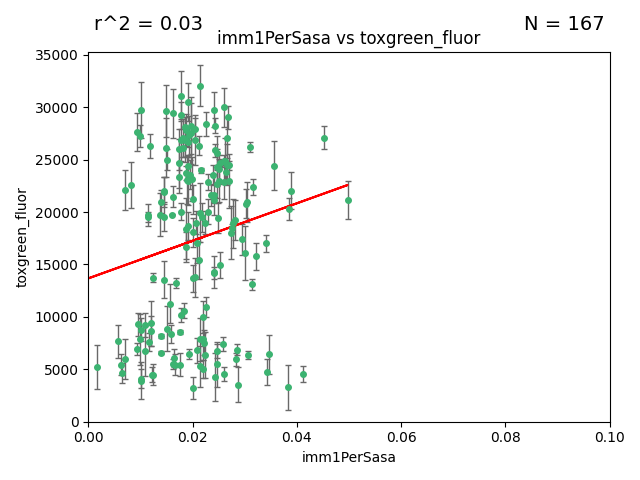 r^2 = 0.03
N = 167
imm1PerSasa vs toxgreen_fluor
35000
30000
25000
20000
15000
10000
5000
0
toxgreen_fluor
0.00
0.02
0.04
0.06
0.08
0.10
imm1PerSasa